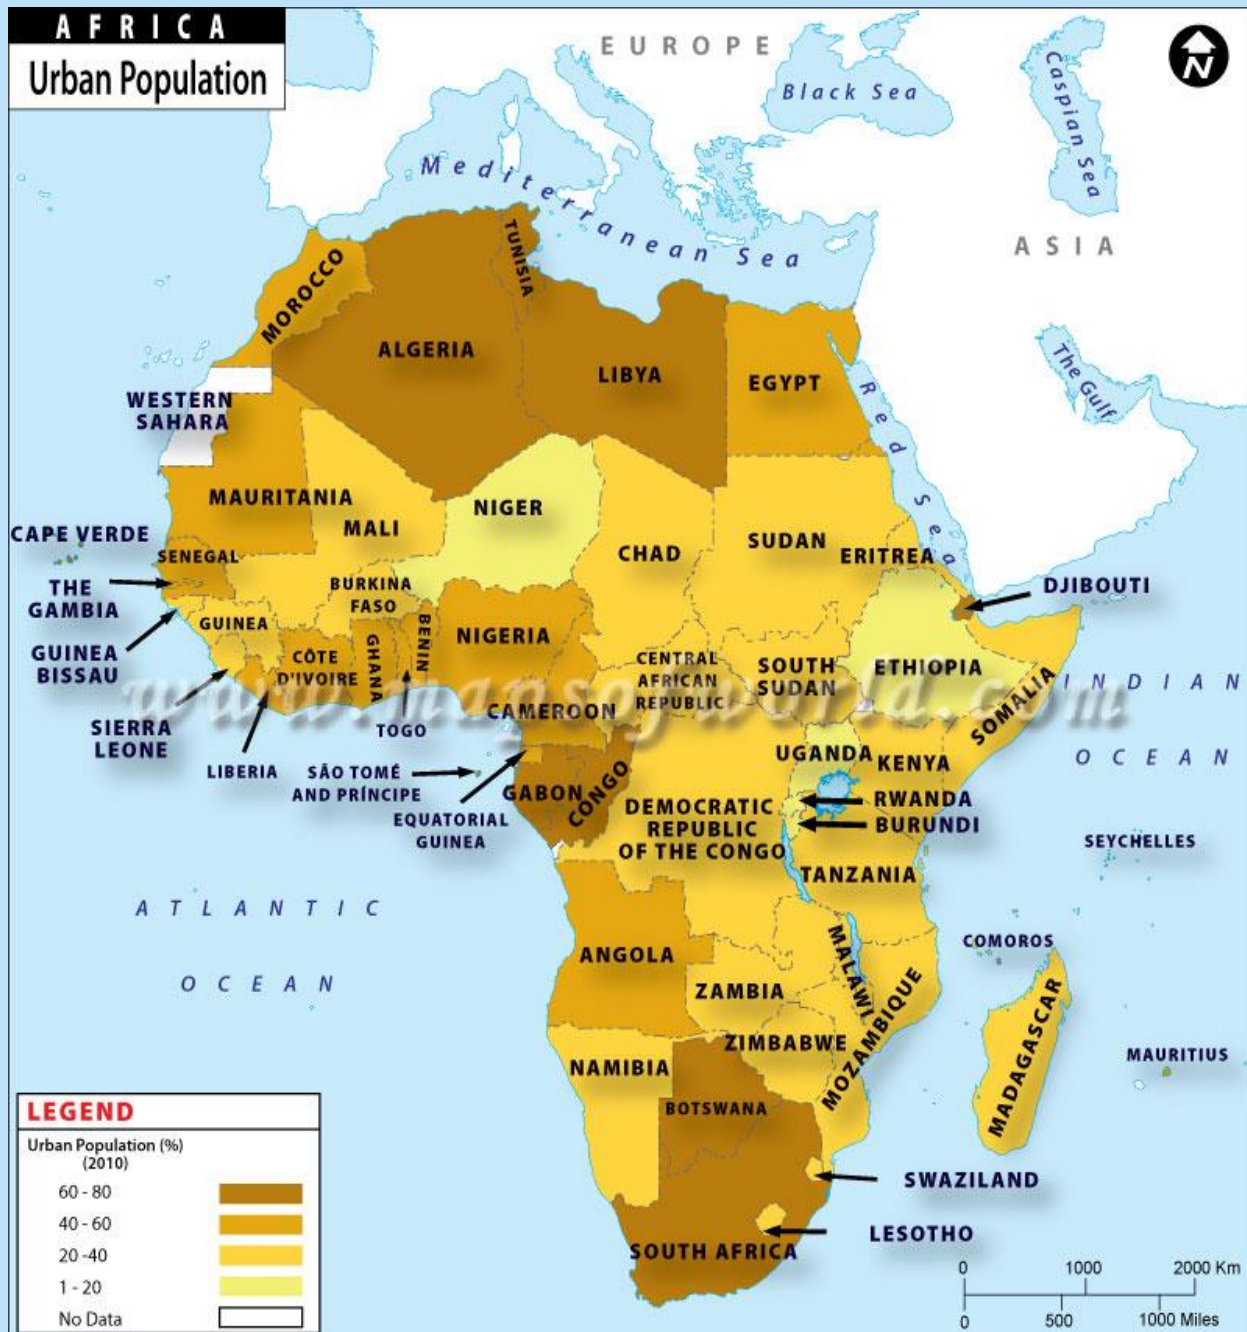 AFRICA
Urban Population
EUROPE
Black Sea
Caspian Sea
N
Mediterranean Sea
ASIA
The Gulf
Red Sea
TUNISIA
MOROCCO
ALGERIA
LIBYA
EGYPT
WESTERN
SAHARA
MAURITANIA
MALI
NIGER
CHAD
SUDAN
ERITREA
CAPE VERDE
SENEGAL
THE
GAMBIA
BURKINA
FASO
DJIBOUTI
GUINEA
GUINEA
BISSAU
CÔTE
D'IVOIRE
GHANA
BENIN
NIGERIA
CENTRAL
AFRICAN
REPUBLIC
SOUTH
SUDAN
ETHIOPIA
SOMALIA
www.mapsofworld.com
INDIAN
OCEAN
SIERRA
LEONE
LIBERIA
TOGO
CAMEROON
SÃO TOMÉ
AND PRÍNCIPE
EQUATORIAL
GUINEA
GABON
CONGO
UGANDA
KENYA
DEMOCRATIC
REPUBLIC
OF THE CONGO
RWANDA
BURUNDI
TANZANIA
SEYCHELLES
ATLANTIC
OCEAN
ANGOLA
ZAMBIA
MALAWI
MOZAMBIQUE
COMOROS
MADAGASCAR
MAURITIUS
ZIMBABWE
NAMIBIA
BOTSWANA
SWAZILAND
LESOTHO
SOUTH AFRICA
LEGEND
Urban Population (%)
(2010)
60 - 80
40 - 60
20 -40
1 - 20
No Data
0 1000 2000 Km
0 500 1000 Miles